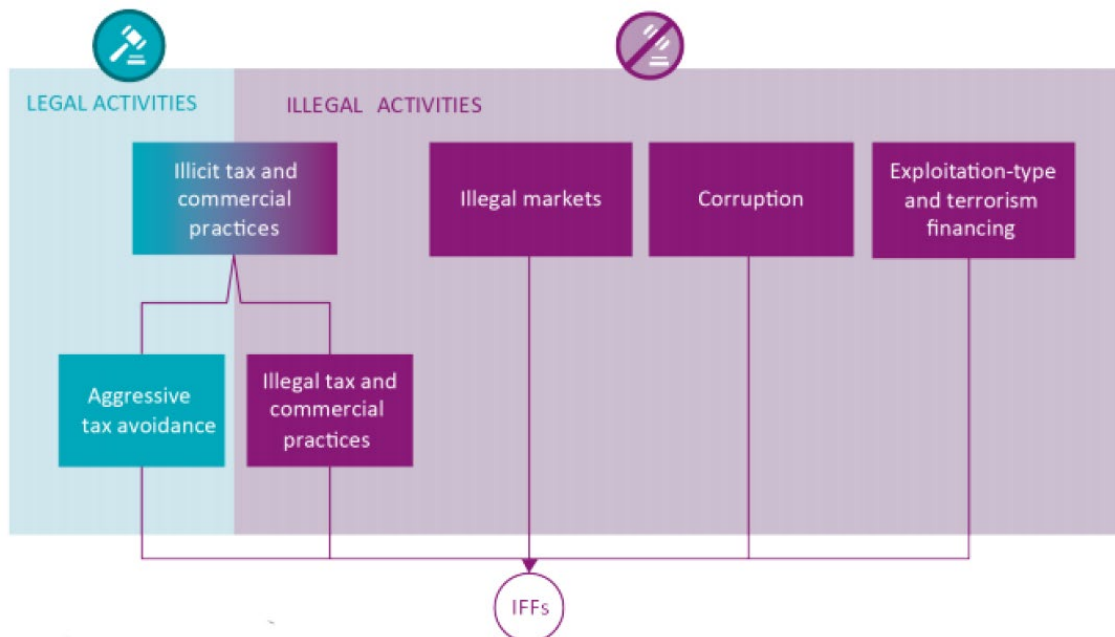 LEGAL ACTIVITIES
ILLEGAL ACTIVITIES
Illicit tax and
commercial
practices
Illegal markets
Corruption
Exploitation-type
and terrorism
financing
Aggressive
tax avoidance
Illegal tax and
commercial
practices
IFFs